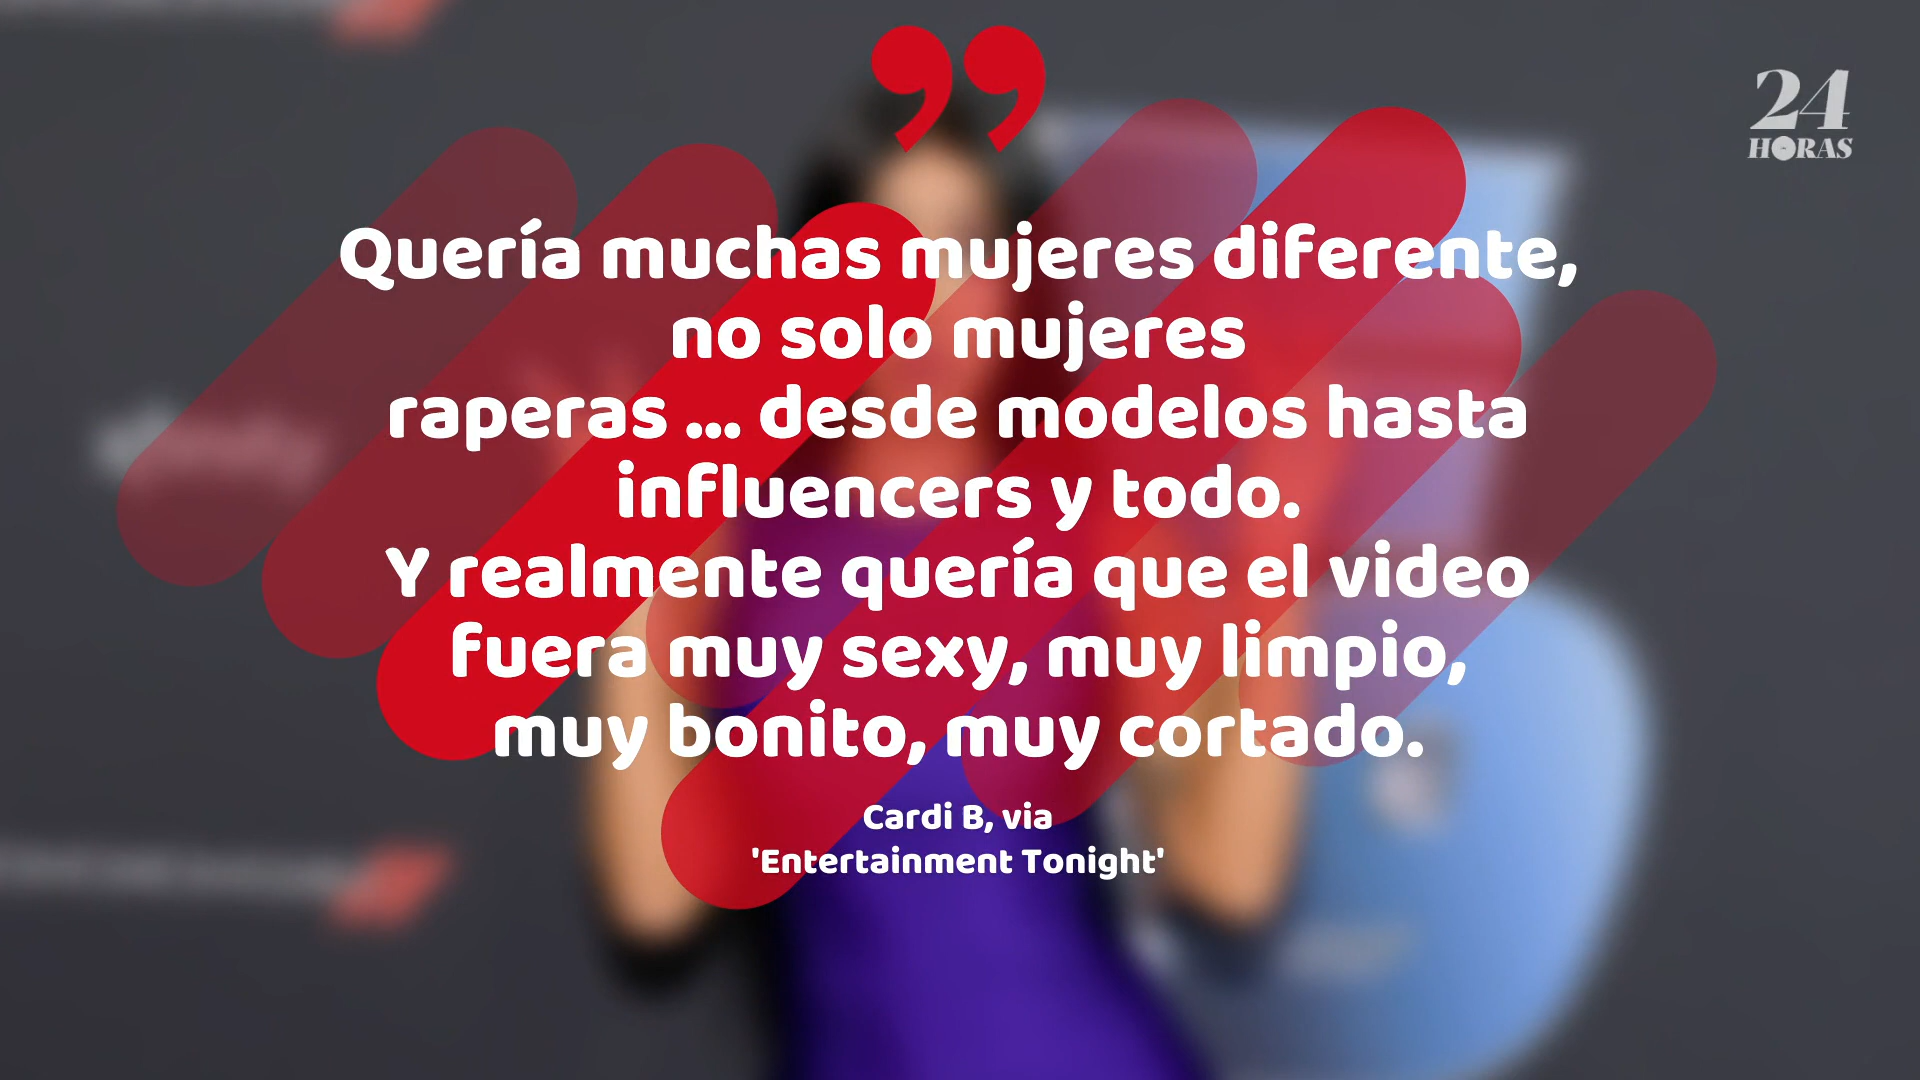 ”
24
HORAS
Quería muchas mujeres diferente,
no solo mujeres
raperas ... desde modelos hasta
influencers y todo.
Y realmente quería que el video
fuera muy sexy, muy limpio,
muy bonito, muy cortado.
Cardi B, via
'Entertainment Tonight'